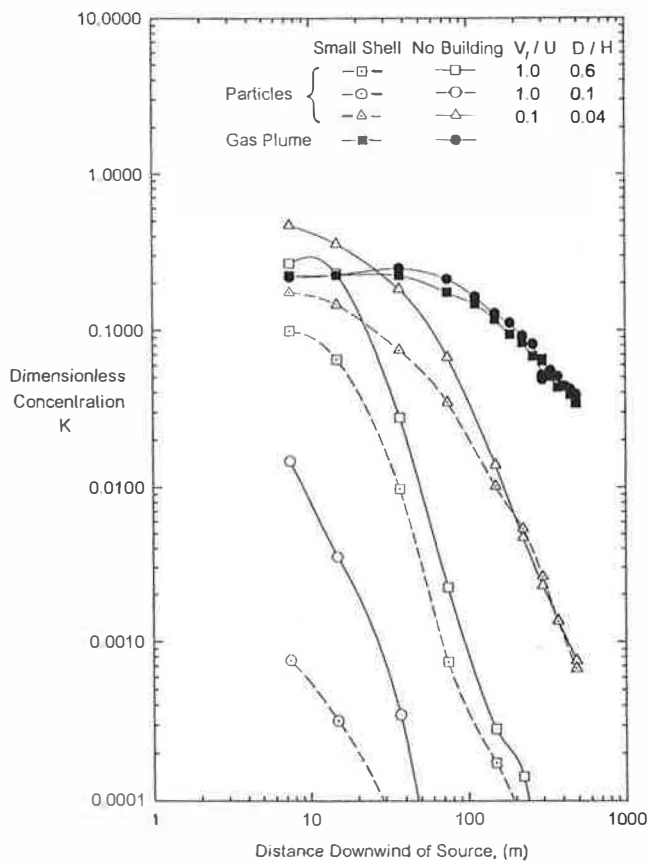 10,0000
Small Shell No Building V, / U D / H
1.0 0.6
Particles { 1.0 0.1
0.1 0.04
Gas Plume
1.0000
0.1000
Dimensionless
Concentration
K
0.0100
0.0010
0.0001
1 10 100 1000
Distance Downwind of Source, (m)